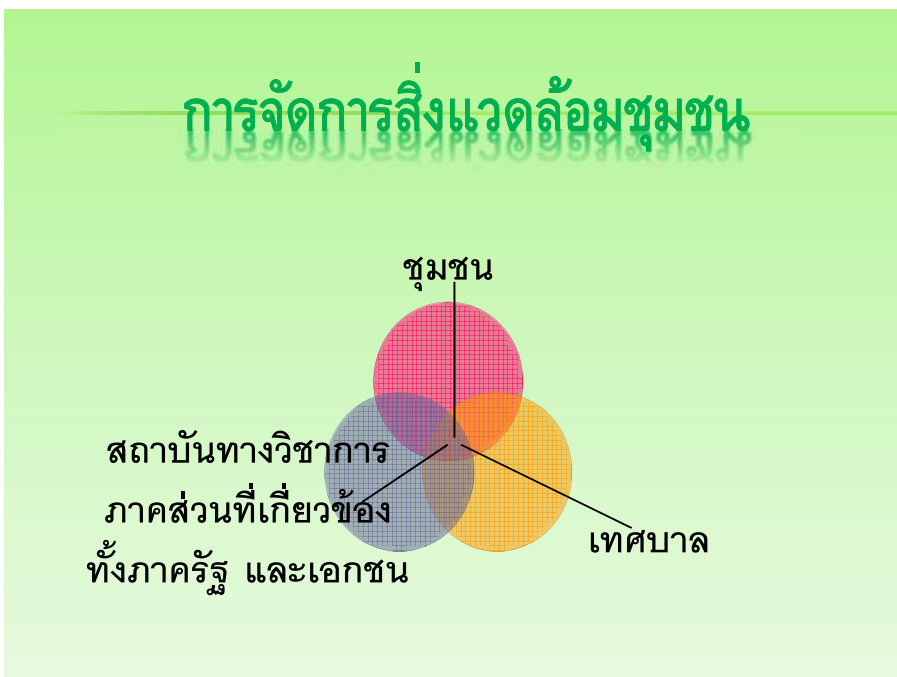 การจัดการสิ่งแวดล้อมชุมชน
ชุมชน
สถาบันทางวิชาการ
ภาคส่วนที่เกี่ยวข้อง
ทั้งภาครัฐ และเอกชน
เทศบาล